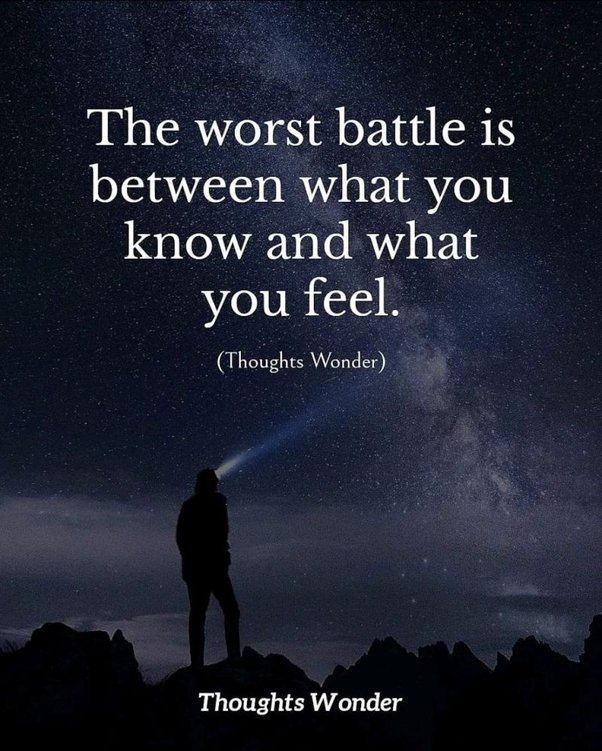 The worst battle is
between what you
know and what
you feel.
(Thoughts Wonder)
Thoughts Wonder